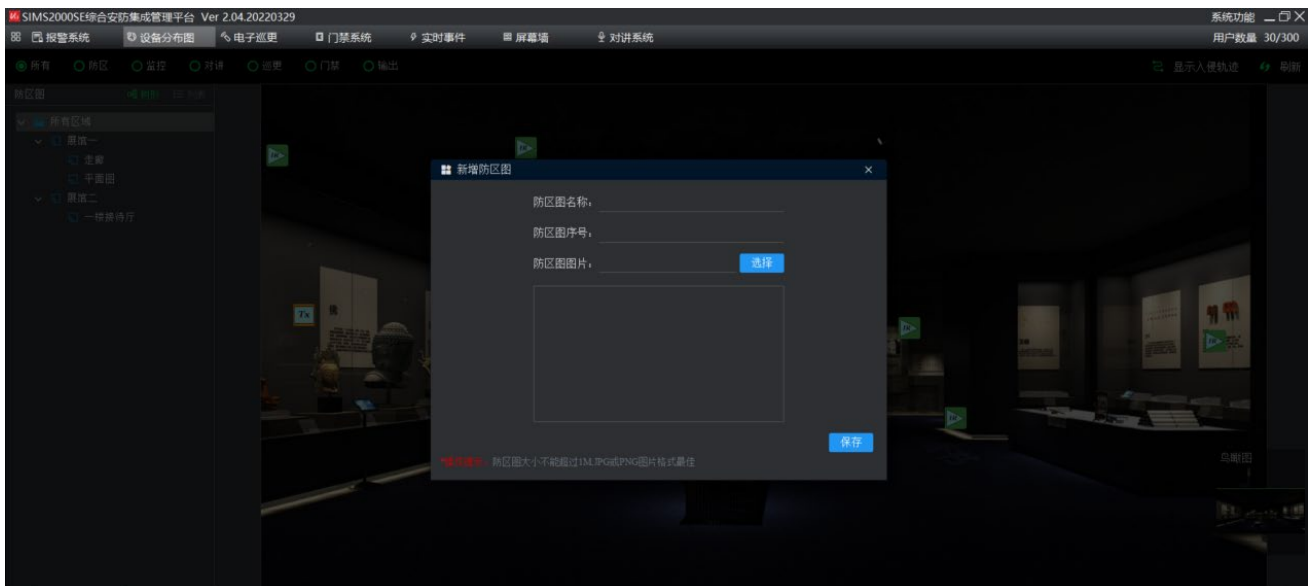 SIMS2000SE综合安防集成管理平台 Ver 2.04.20220329 系统功能
报警系统 设备分布图 电子巡更 门禁系统 实时事件 屏幕墙 对讲系统 用户数量 30/300
所有 防区 监控 对讲 巡更 门禁 输出 显示入侵轨迹 刷新
防区图 树形 列表
所有区域
展馆一
走廊
平面图
展馆二
一楼接待厅
新增防区图
防区图名称:
防区图序号:
防区图图片: 选择
Tx
佛
保存
防区图大小不能超过1M.JPG或PNG图片格式最佳
鸟瞰图